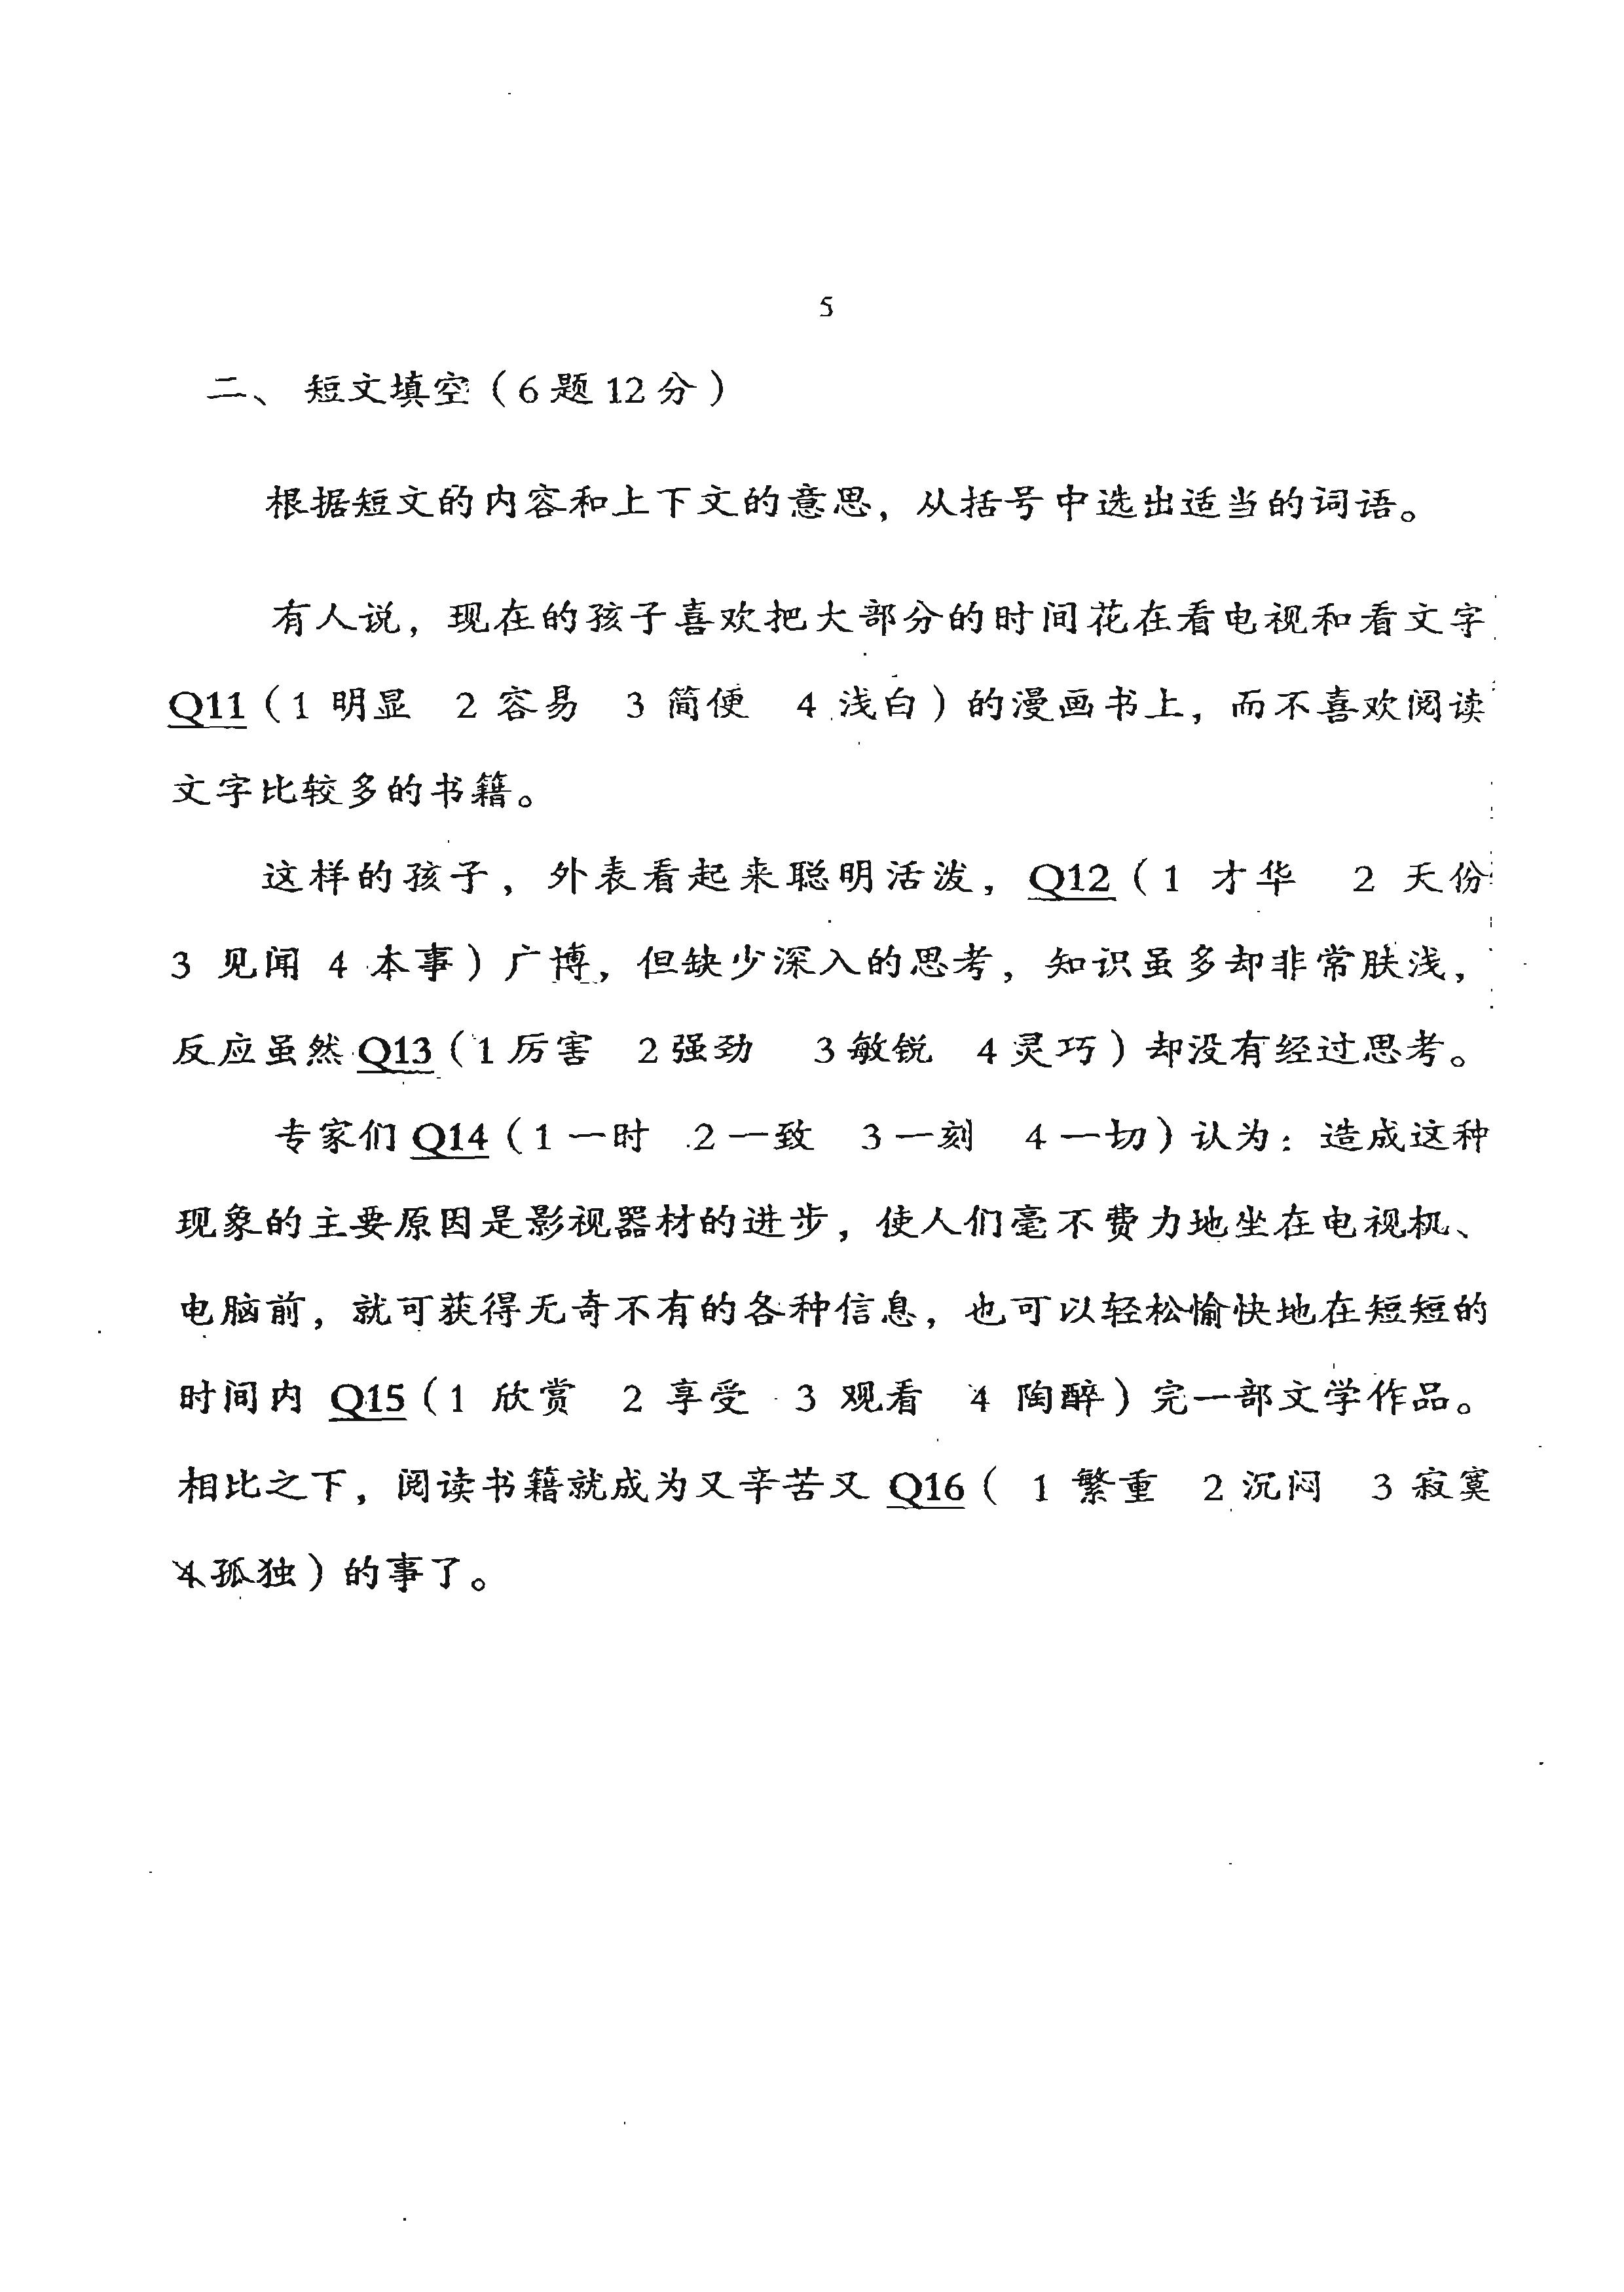 5
二、 短文填空（6题12分）
根据短文的内容和上下文的意思，从括号中选出适当的词语。
有人说，现在的孩子喜欢把大部分的时间花在看电视和看文字
Q11（1 明显 2 容易 3 简便 4 浅白）的漫画书上，而不喜欢阅读
文字比较多的书籍。
这样的孩子，外表看起来聪明活泼，Q12（1 才华 2 天份
3 见闻 4 本事）广博，但缺少深入的思考，知识虽多却非常肤浅，
反应虽然Q13（1厉害 2强劲 3敏锐 4灵巧）却没有经过思考。
专家们Q14（1一时 2一致 3一刻 4一切）认为：造成这种
现象的主要原因是影视器材的进步，使人们毫不费力地坐在电视机、
电脑前，就可获得无奇不有的各种信息，也可以轻松愉快地在短短的
时间内 Q15（1 欣赏 2 享受 3 观看 4 陶醉）完一部文学作品。
相比之下，阅读书籍就成为又辛苦又 Q16（ 1 繁重 2 沉闷 3 寂寞
4孤独）的事了。